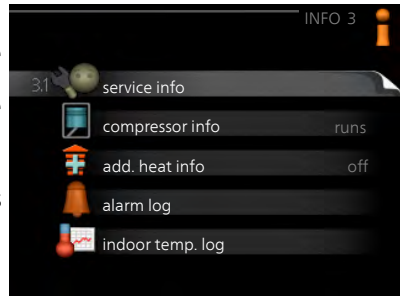 INFO 3
3.1 service info
compressor info runs
add. heat info off
alarm log
indoor temp. log